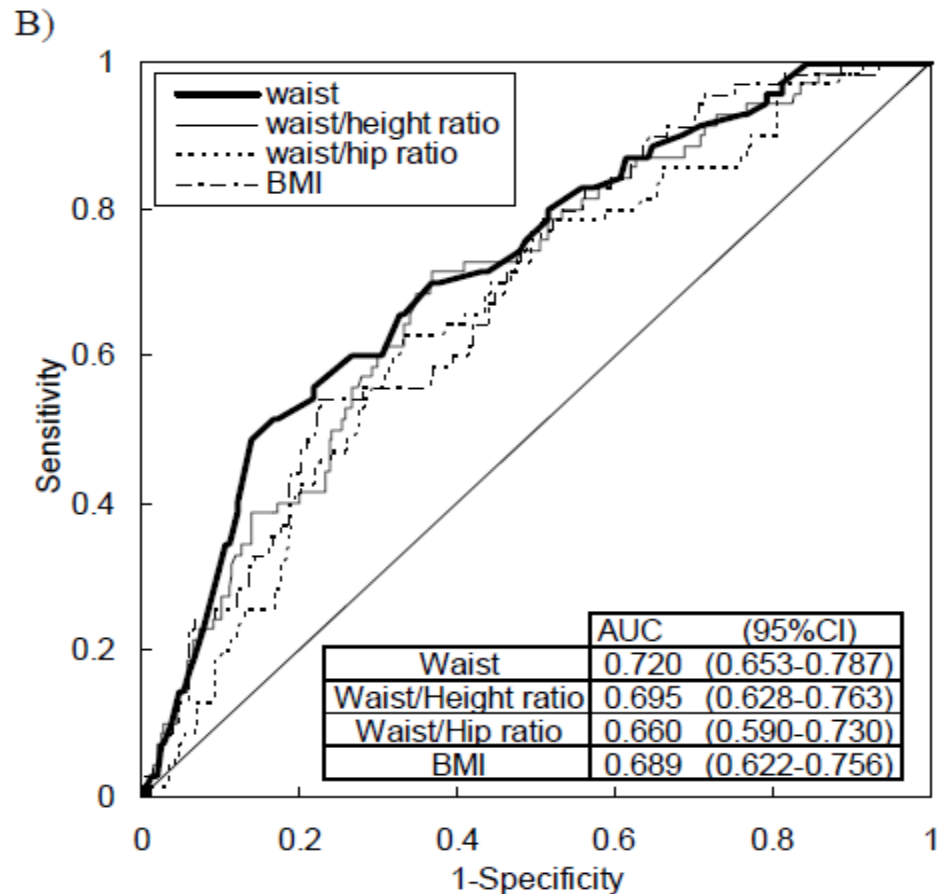 B)
1
waist
waist/height ratio
waist/hip ratio
BMI
0.8
0.6
Sensitivity
0.4
0.2
0
AUC (95%CI)
Waist 0.720 (0.653-0.787)
Waist/Height ratio 0.695 (0.628-0.763)
Waist/Hip ratio 0.660 (0.590-0.730)
BMI 0.689 (0.622-0.756)
0 0.2 0.4 0.6 0.8 1
1-Specificity